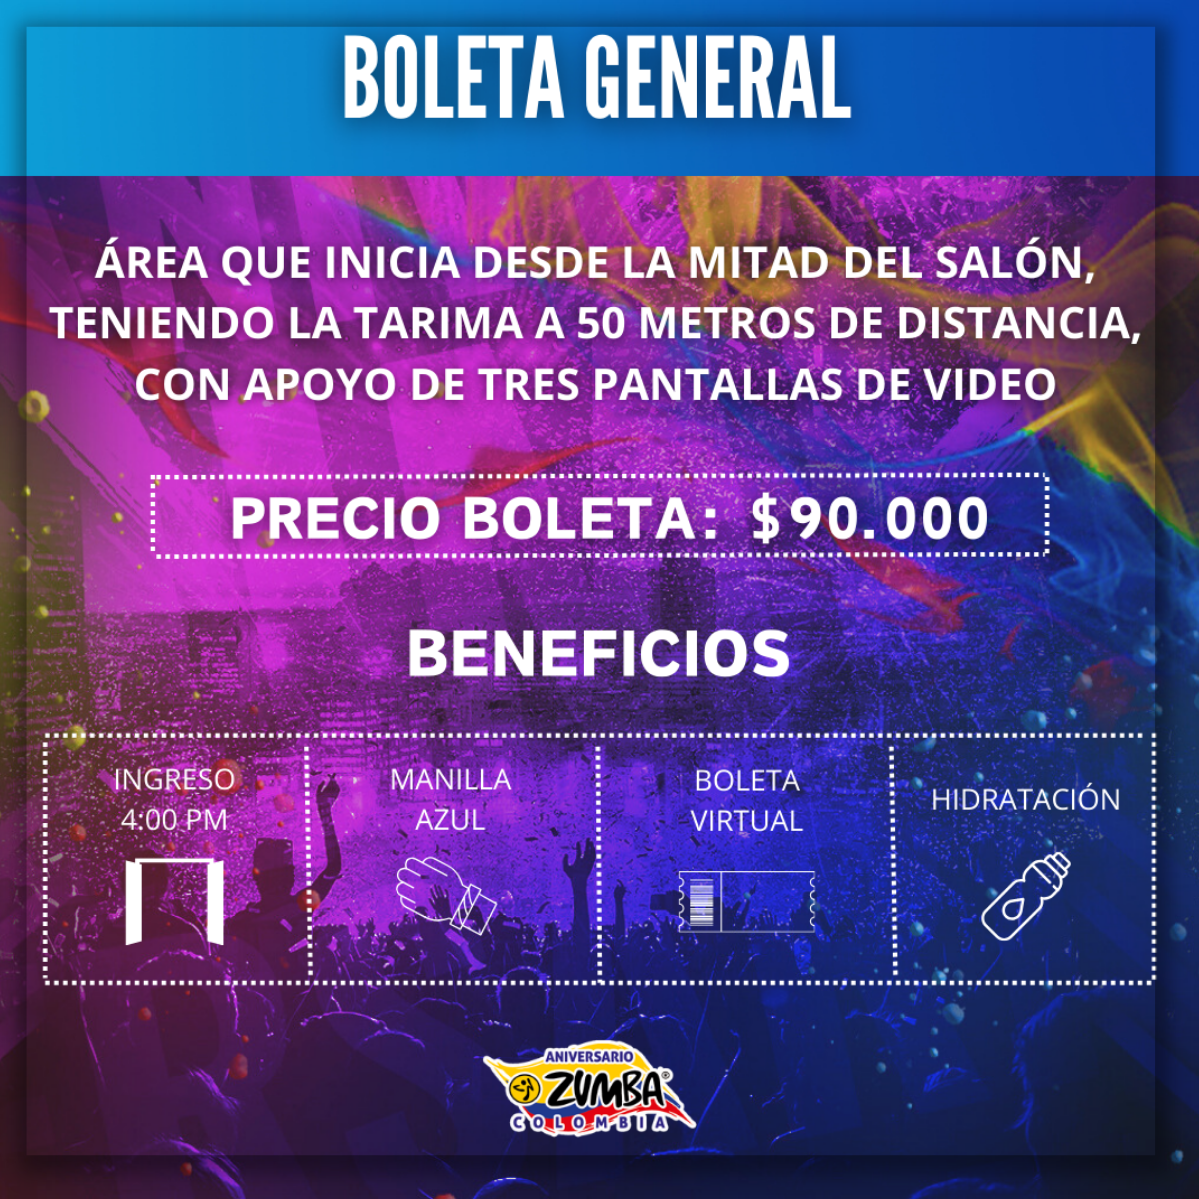 BOLETA GENERAL
ÁREA QUE INICIA DESDE LA MITAD DEL SALÓN,
TENIENDO LA TARIMA A 50 METROS DE DISTANCIA,
CON APOYO DE TRES PANTALLAS DE VIDEO
PRECIO BOLETA: $90.000
BENEFICIOS
INGRESO
4:00 PM
MANILLA
AZUL
BOLETA
VIRTUAL
HIDRATACIÓN
ANIVERSARIO
ZUMBA®
COLOMBIA